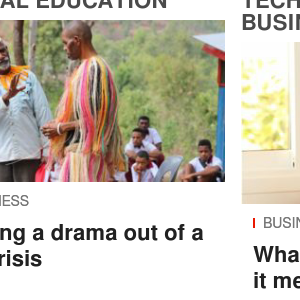 AL EDUCATION
NESS
ng a drama out of a
risis
TECH
BUSIN
BUSIN
Wha
it me